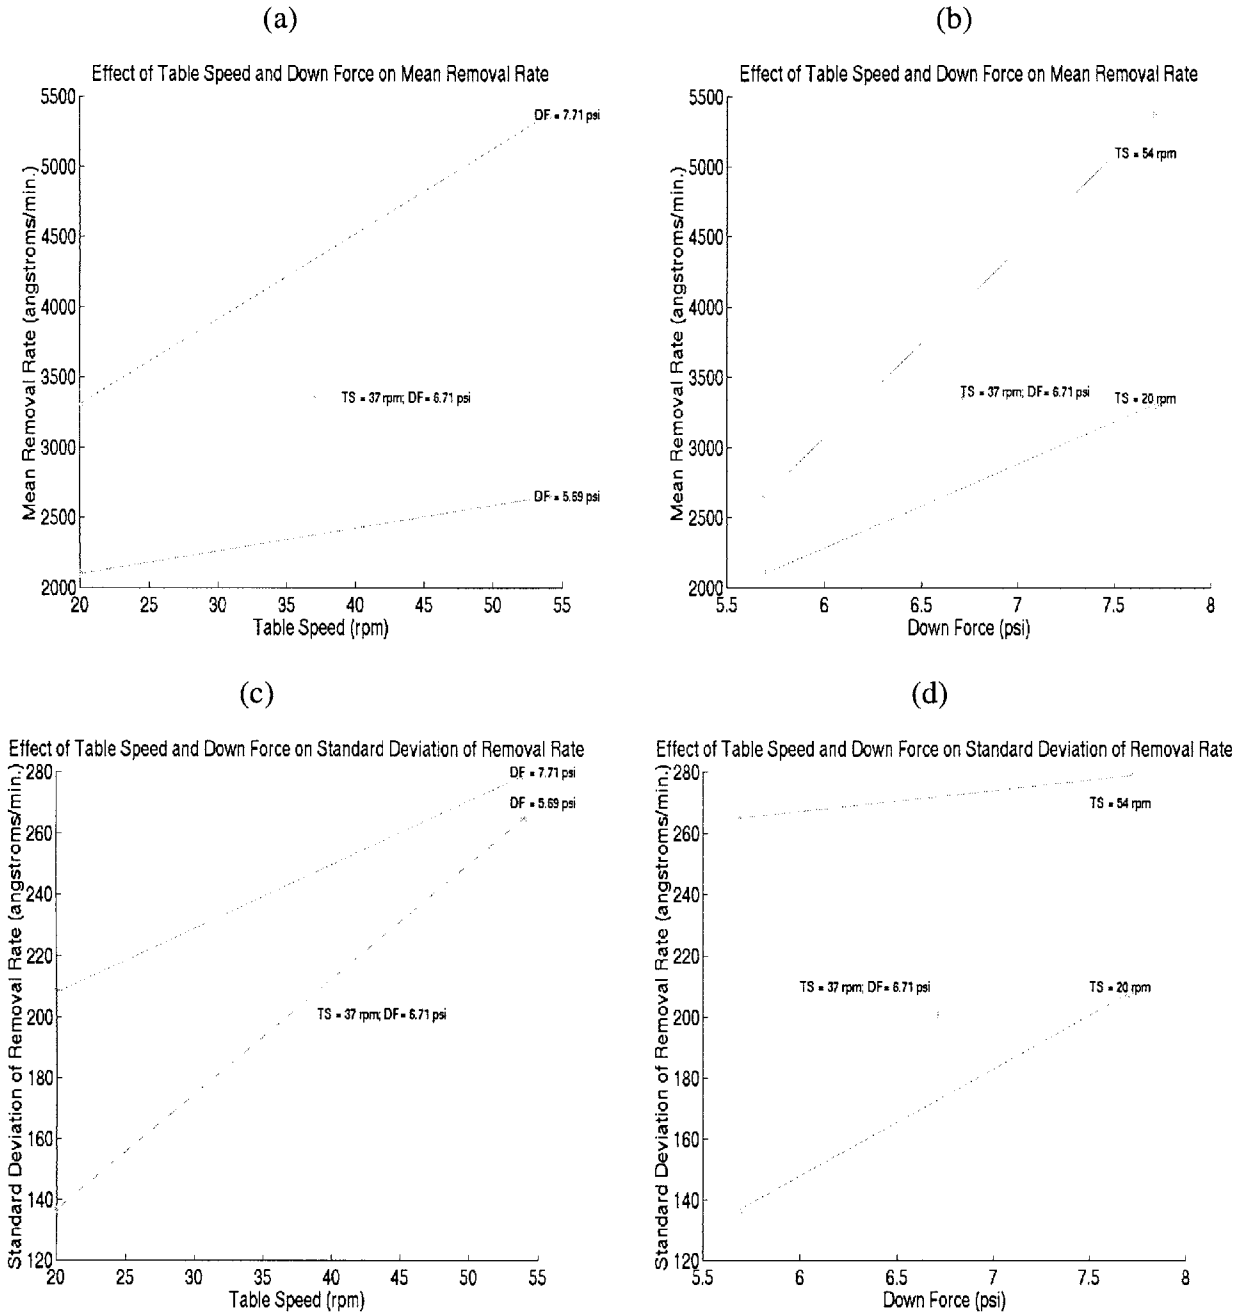 (a)
Effect of Table Speed and Down Force on Mean Removal Rate
Mean Removal Rate (angstroms/min.)
5500
5000
4500
4000
3500
3000
2500
2000
DF = 7.71 psi
TS = 37 rpm; DF = 6.71 psi
DF = 5.69 psi
20 25 30 35 40 45 50 55
Table Speed (rpm)
(b)
Effect of Table Speed and Down Force on Mean Removal Rate
Mean Removal Rate (angstroms/min.)
5500
5000
4500
4000
3500
3000
2500
2000
TS = 54 rpm
TS = 37 rpm; DF = 6.71 psi
TS = 20 rpm
5.5 6 6.5 7 7.5 8
Down Force (psi)
(c)
Effect of Table Speed and Down Force on Standard Deviation of Removal Rate
Standard Deviation of Removal Rate (angstroms/min.)
280
260
240
220
200
180
160
140
120
DF = 7.71 psi
DF = 5.69 psi
TS = 37 rpm; DF = 6.71 psi
20 25 30 35 40 45 50 55
Table Speed (rpm)
(d)
Effect of Table Speed and Down Force on Standard Deviation of Removal Rate
Standard Deviation of Removal Rate (angstroms/min.)
280
260
240
220
200
180
160
140
120
TS = 54 rpm
TS = 37 rpm; DF = 6.71 psi
TS = 20 rpm
5.5 6 6.5 7 7.5 8
Down Force (psi)